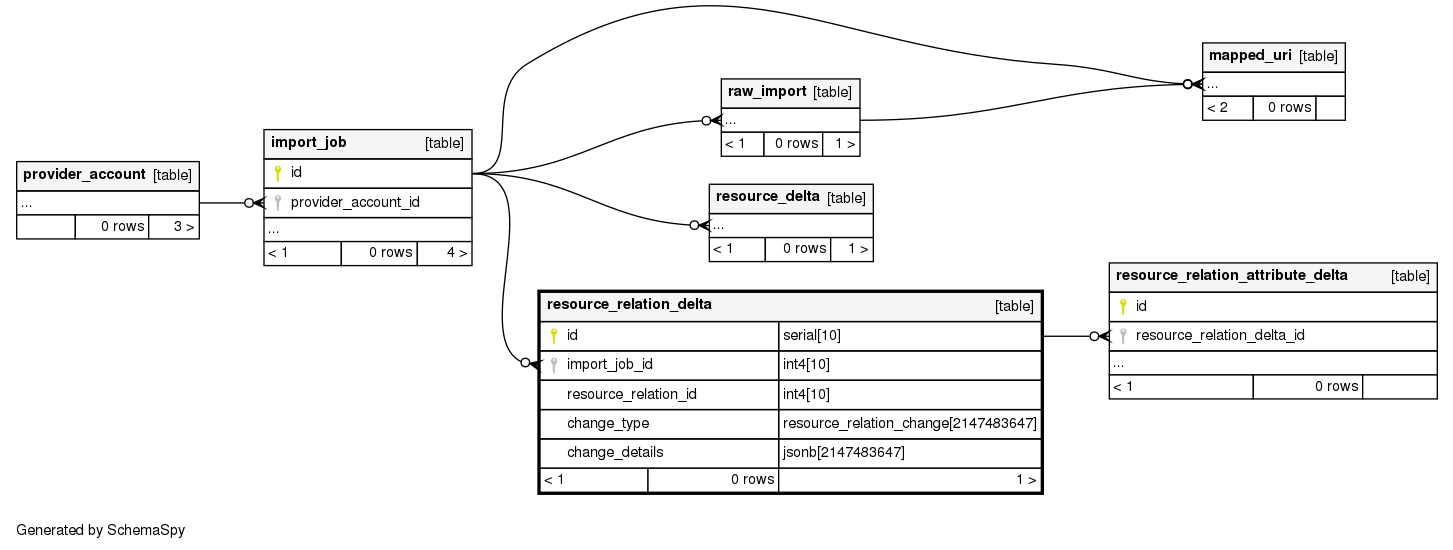 mapped_uri [table]
...
< 2 0 rows
raw_import [table]
...
< 1 0 rows 1 >
import_job [table]
id
provider_account_id
...
< 1 0 rows 4 >
provider_account [table]
...
0 rows 3 >
resource_delta [table]
...
< 1 0 rows 1 >
resource_relation_attribute_delta [table]
id
resource_relation_delta_id
...
< 1 0 rows
resource_relation_delta [table]
id serial[10]
import_job_id int4[10]
resource_relation_id int4[10]
change_type resource_relation_change[2147483647]
change_details jsonb[2147483647]
< 1 0 rows 1 >
Generated by SchemaSpy